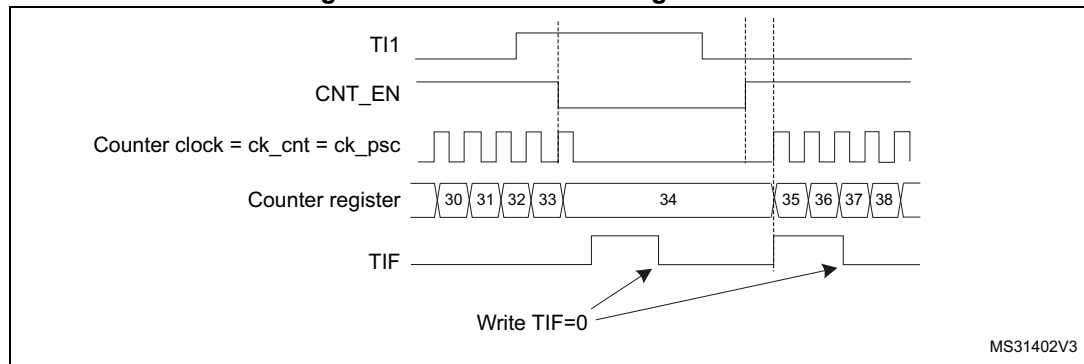 TI1
CNT_EN
Counter clock = ck_cnt = ck_psc
Counter register
30 31 32 33 34 35 36 37 38
TIF
Write TIF=0
MS31402V3